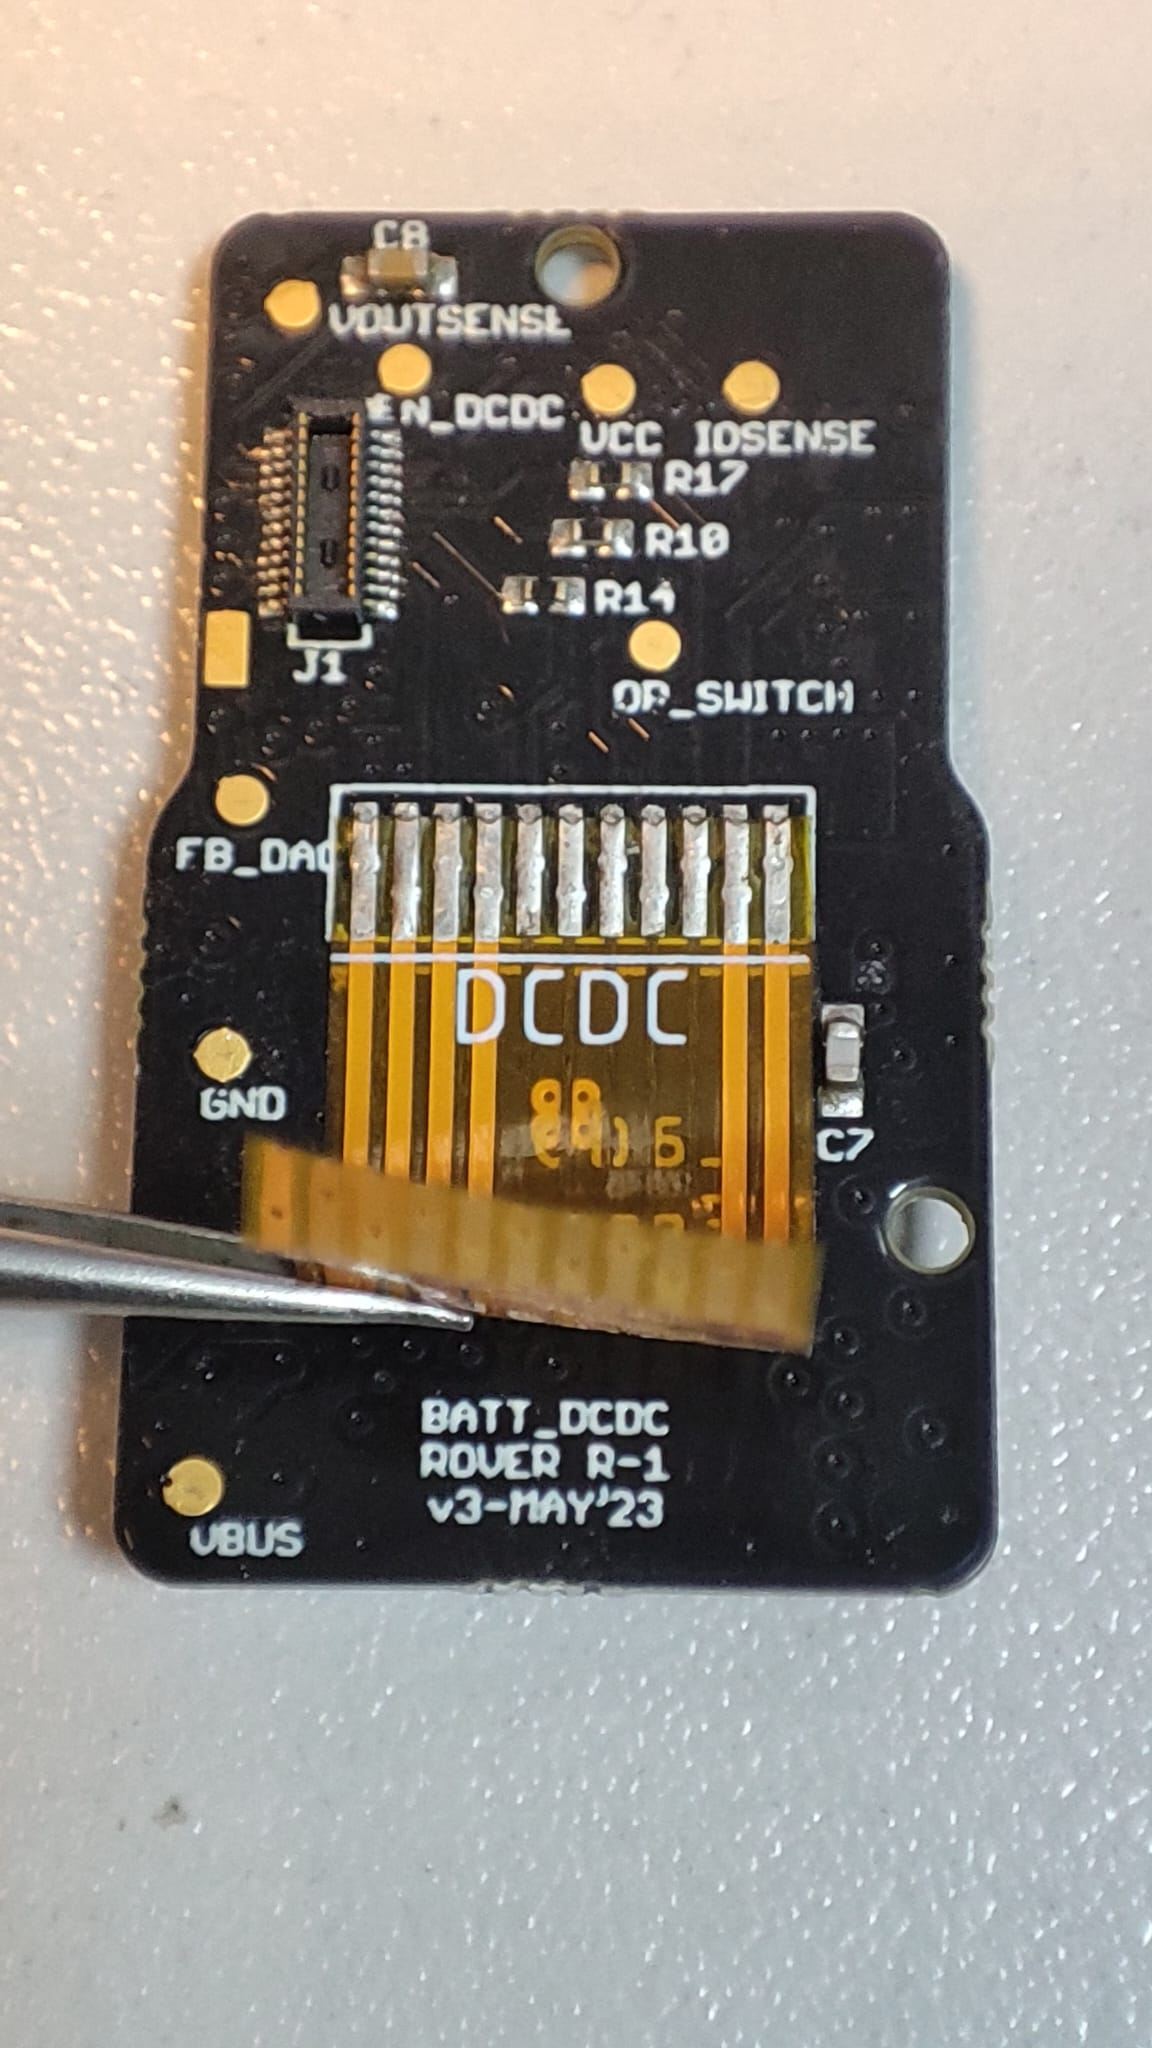 C8
VOUTSENSE
EN_DCDC
VCC IOSENSE
R17
R10
R14
J1
OR_SWITCH
FB_DAC
DCDC
GND
C7
BATT_DCDC
ROVER R-1
v3-MAY'23
VBUS